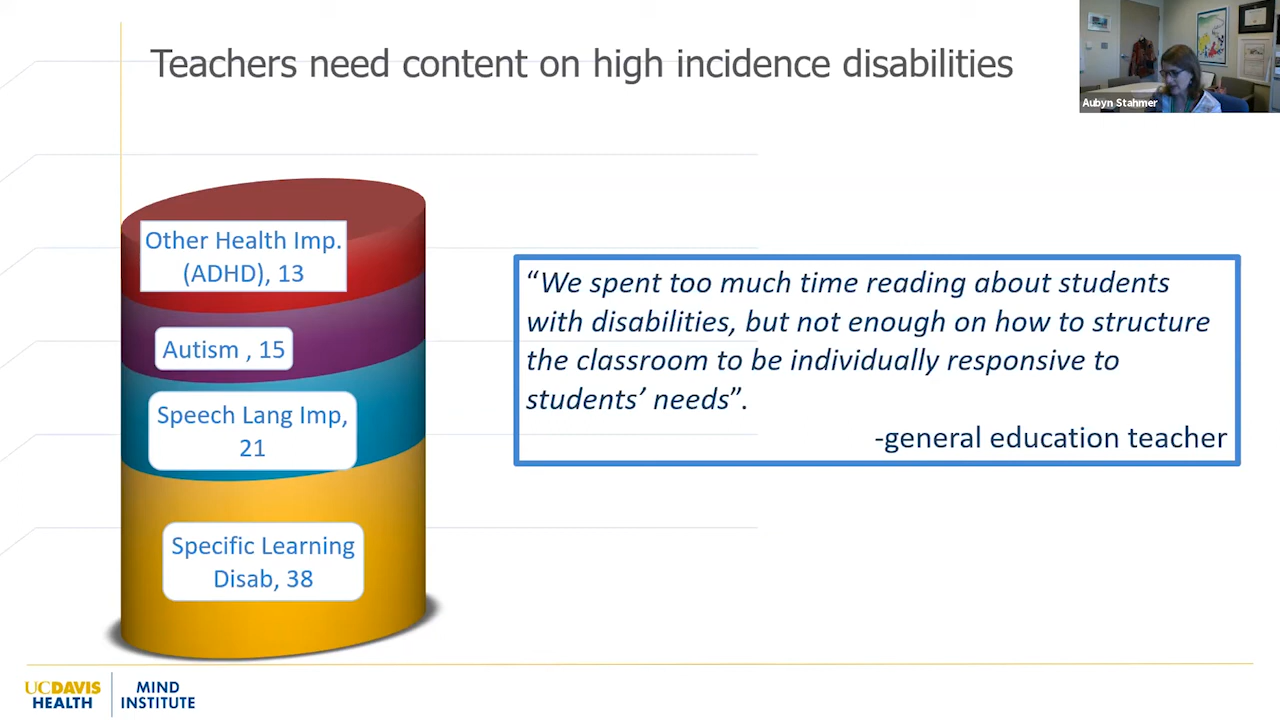 Teachers need content on high incidence disabilities
Aubyn Stahmer
Other Health Imp.
(ADHD), 13
Autism , 15
Speech Lang Imp,
21
Specific Learning
Disab, 38
“We spent too much time reading about students
with disabilities, but not enough on how to structure
the classroom to be individually responsive to
students’ needs”.
-general education teacher
UCDAVIS
HEALTH
MIND
INSTITUTE